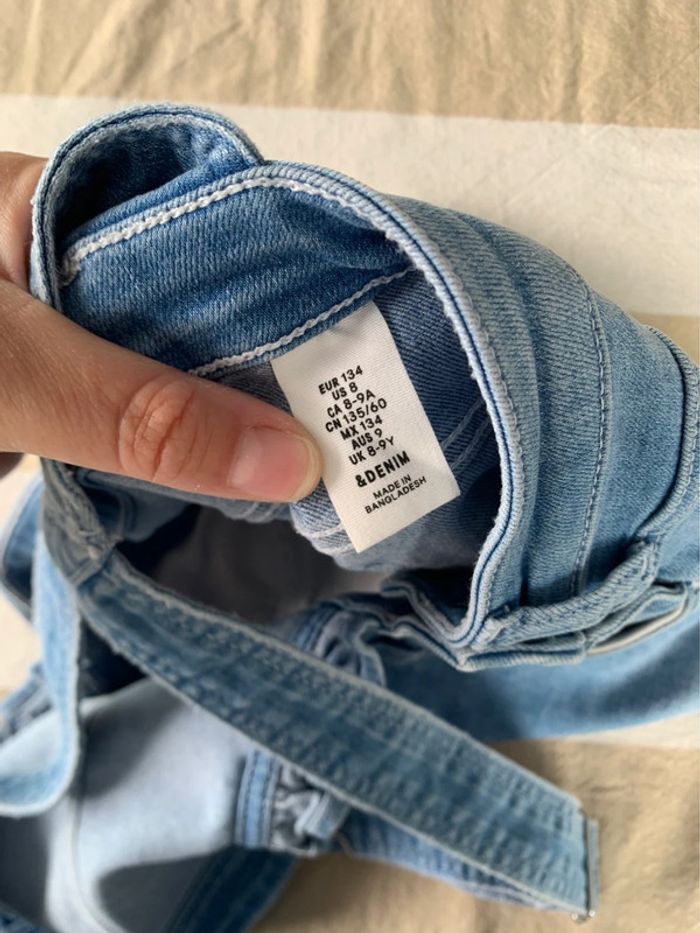 EUR 134
US 8
CA 8-9A
CN 135/60
MX 134
AUS 9
UK 8-9Y
&DENIM
MADE IN
BANGLADESH